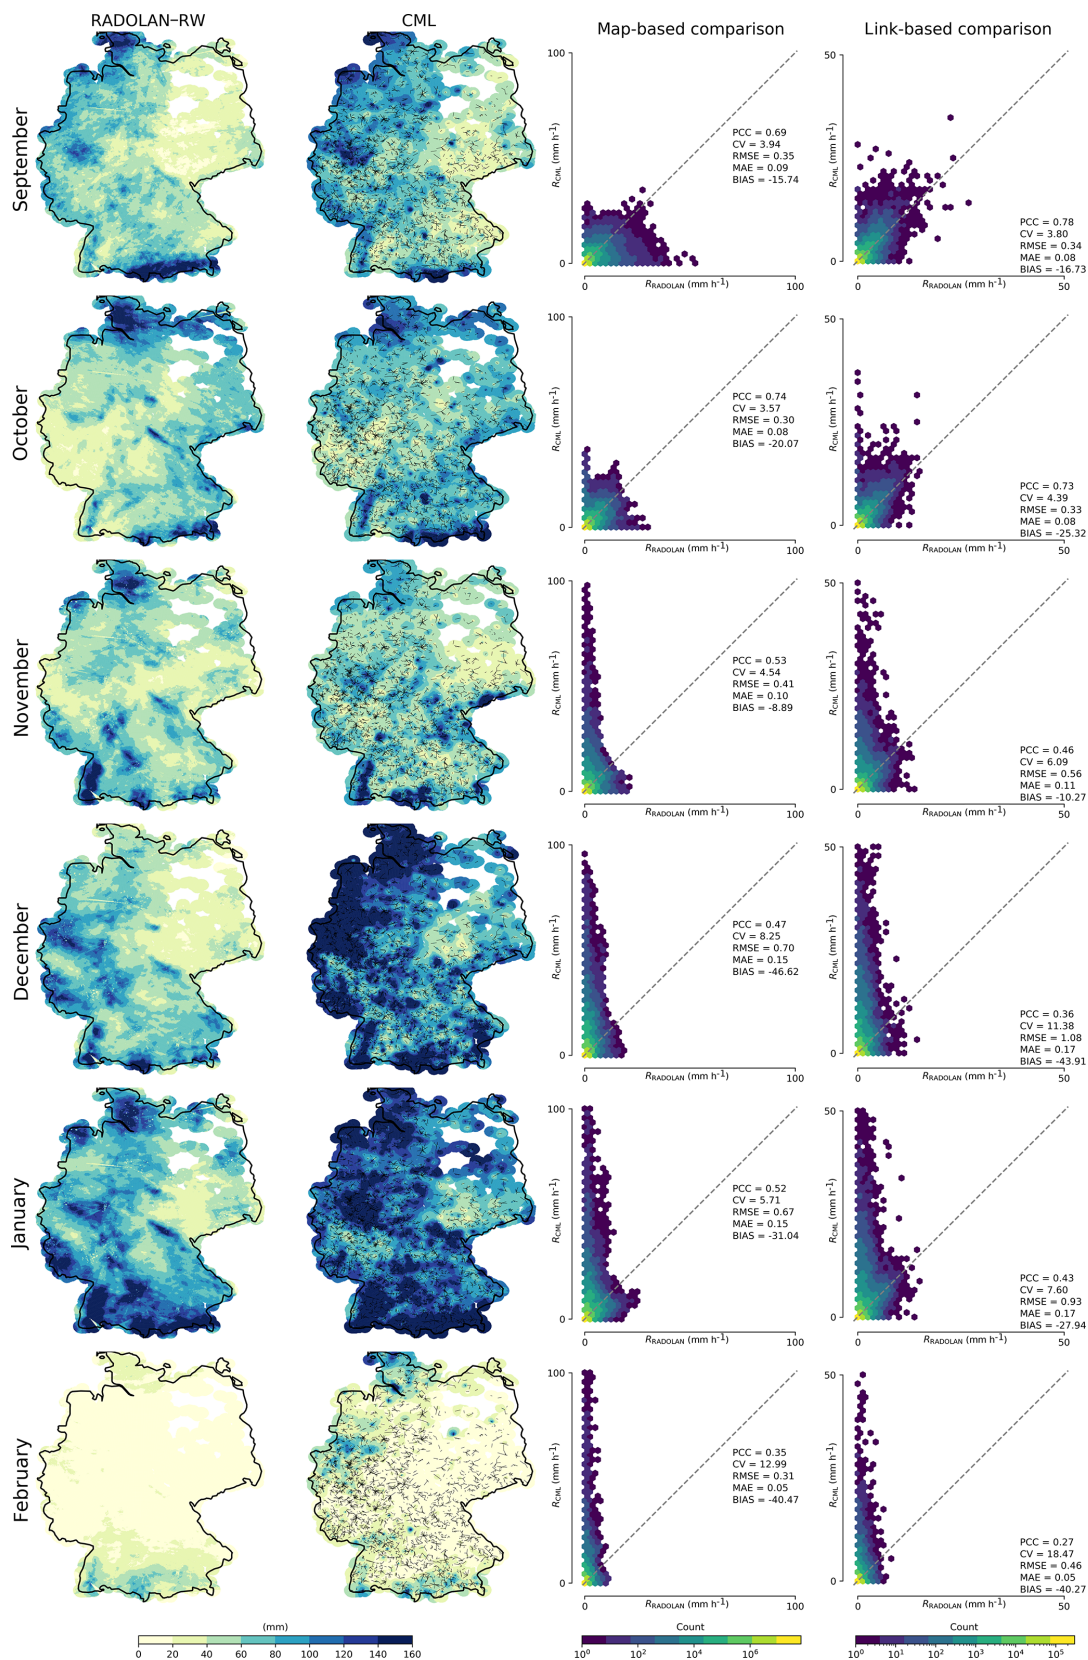 RADOLAN−RW
CML
Map-based comparison
Link-based comparison
September
100
R_CML (mm h⁻¹)
0
0
R_RADOLAN (mm h⁻¹)
100
PCC = 0.69
CV = 3.94
RMSE = 0.35
MAE = 0.09
BIAS = -15.74
50
R_CML (mm h⁻¹)
0
0
R_RADOLAN (mm h⁻¹)
50
PCC = 0.78
CV = 3.80
RMSE = 0.34
MAE = 0.08
BIAS = -16.73
October
100
R_CML (mm h⁻¹)
0
0
R_RADOLAN (mm h⁻¹)
100
PCC = 0.74
CV = 3.57
RMSE = 0.30
MAE = 0.08
BIAS = -20.07
50
R_CML (mm h⁻¹)
0
0
R_RADOLAN (mm h⁻¹)
50
PCC = 0.73
CV = 4.39
RMSE = 0.33
MAE = 0.08
BIAS = -25.32
November
100
R_CML (mm h⁻¹)
0
0
R_RADOLAN (mm h⁻¹)
100
PCC = 0.53
CV = 4.54
RMSE = 0.41
MAE = 0.10
BIAS = -8.89
50
R_CML (mm h⁻¹)
0
0
R_RADOLAN (mm h⁻¹)
50
PCC = 0.46
CV = 6.09
RMSE = 0.56
MAE = 0.11
BIAS = -10.27
December
100
R_CML (mm h⁻¹)
0
0
R_RADOLAN (mm h⁻¹)
100
PCC = 0.47
CV = 8.25
RMSE = 0.70
MAE = 0.15
BIAS = -46.62
50
R_CML (mm h⁻¹)
0
0
R_RADOLAN (mm h⁻¹)
50
PCC = 0.36
CV = 11.38
RMSE = 1.08
MAE = 0.17
BIAS = -43.91
January
100
R_CML (mm h⁻¹)
0
0
R_RADOLAN (mm h⁻¹)
100
PCC = 0.52
CV = 5.71
RMSE = 0.67
MAE = 0.15
BIAS = -31.04
50
R_CML (mm h⁻¹)
0
0
R_RADOLAN (mm h⁻¹)
50
PCC = 0.43
CV = 7.60
RMSE = 0.93
MAE = 0.17
BIAS = -27.94
February
100
R_CML (mm h⁻¹)
0
0
R_RADOLAN (mm h⁻¹)
100
PCC = 0.35
CV = 12.99
RMSE = 0.31
MAE = 0.05
BIAS = -40.47
50
R_CML (mm h⁻¹)
0
0
R_RADOLAN (mm h⁻¹)
50
PCC = 0.27
CV = 18.47
RMSE = 0.46
MAE = 0.05
BIAS = -40.27
(mm)
0 20 40 60 80 100 120 140 160
Count
10⁰ 10² 10⁴ 10⁶
Count
10⁰ 10¹ 10² 10³ 10⁴ 10⁵